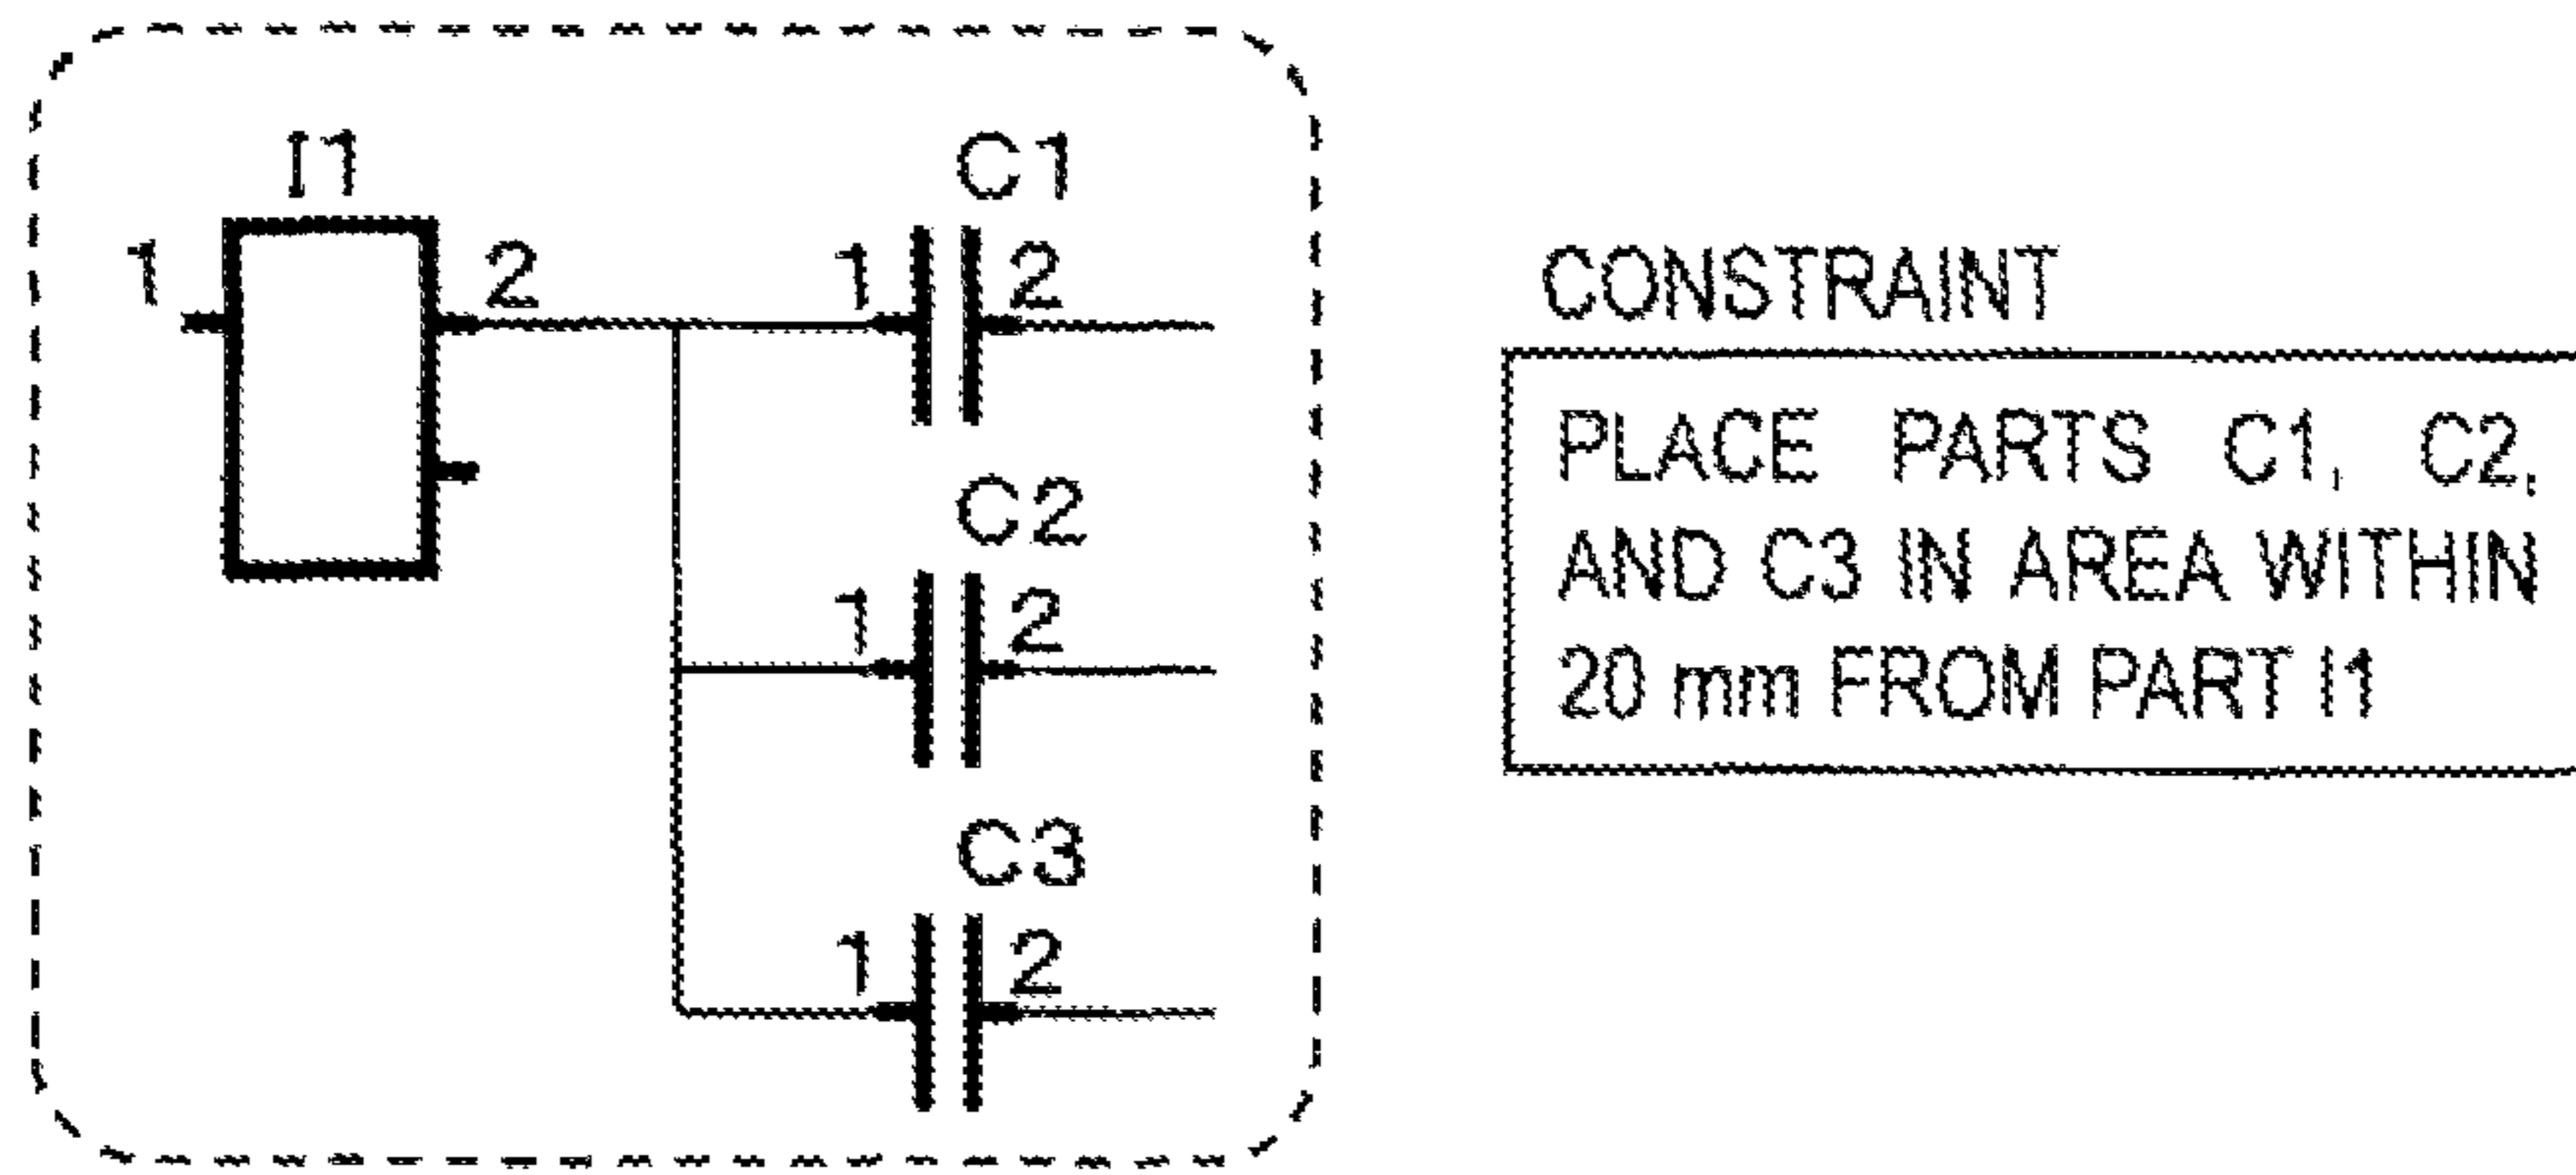 I1
C1
1
2
1
2
C2
1
2
C3
1
2
CONSTRAINT
PLACE PARTS C1, C2,
AND C3 IN AREA WITHIN
20 mm FROM PART I1